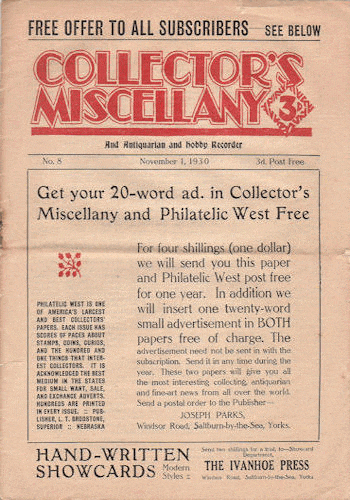 FREE OFFER TO ALL SUBSCRIBERS SEE BELOW
COLLECTOR'S
MISCELLANY 3D
And Antiquarian and Hobby Recorder
No. 8 November 1, 1930 3d. Post Free
Get your 20-word ad. in Collector's
Miscellany and Philatelic West Free
For four shillings (one dollar)
we will send you this paper
and Philatelic West post free
for one year. In addition we
will insert one twenty-word
small advertisement in BOTH
papers free of charge. The
advertisement need not be sent in with the
subscription. Send it in any time during the
year. These two papers will give you all
the most interesting collecting, antiquarian
and fine-art news from all over the world.
Send a postal order to the Publisher—
JOSEPH PARKS,
Windsor Road, Saltburn-by-the-Sea, Yorks.
PHILATELIC WEST IS ONE
OF AMERICA'S LARGEST
AND BEST COLLECTORS'
PAPERS. EACH ISSUE HAS
SCORES OF PAGES ABOUT
STAMPS, COINS, CURIOS,
AND THE HUNDRED AND
ONE THINGS THAT INTER-
EST COLLECTORS. IT IS
ACKNOWLEDGED THE BEST
MEDIUM IN THE STATES
FOR SMALL WANT, SALE,
AND EXCHANGE ADVERTS.
HUNDREDS ARE PRINTED
IN EVERY ISSUE. :: PUB-
LISHER, L. T. BRODSTONE,
SUPERIOR :: NEBRASKA
HAND-WRITTEN
SHOWCARDS Modern
Styles ::
Send two shillings for a trial, to—Showcard
Department,
THE IVANHOE PRESS
Windsor Road, Saltburn-by-the-Sea, Yorks.